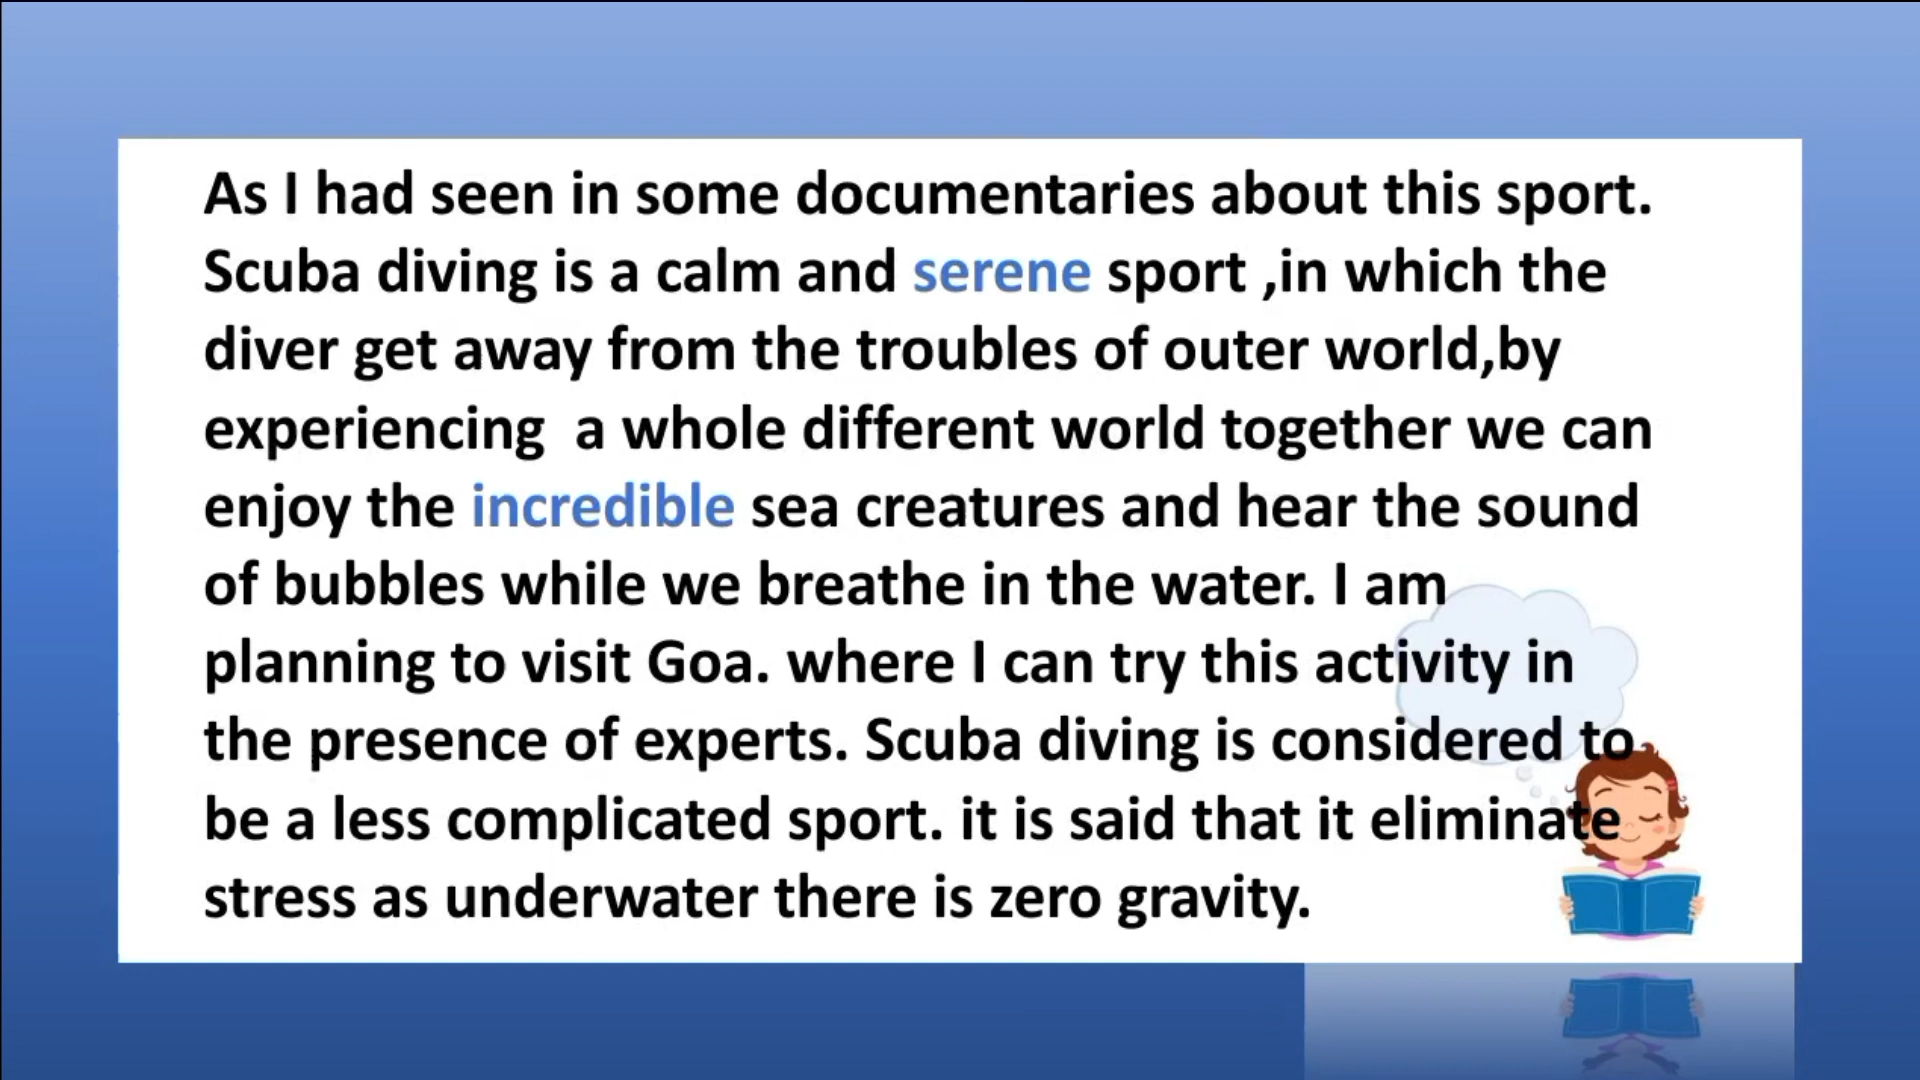 As I had seen in some documentaries about this sport.
Scuba diving is a calm and serene sport ,in which the
diver get away from the troubles of outer world,by
experiencing  a whole different world together we can
enjoy the incredible sea creatures and hear the sound
of bubbles while we breathe in the water. I am
planning to visit Goa. where I can try this activity in
the presence of experts. Scuba diving is considered to
be a less complicated sport. it is said that it eliminate
stress as underwater there is zero gravity.